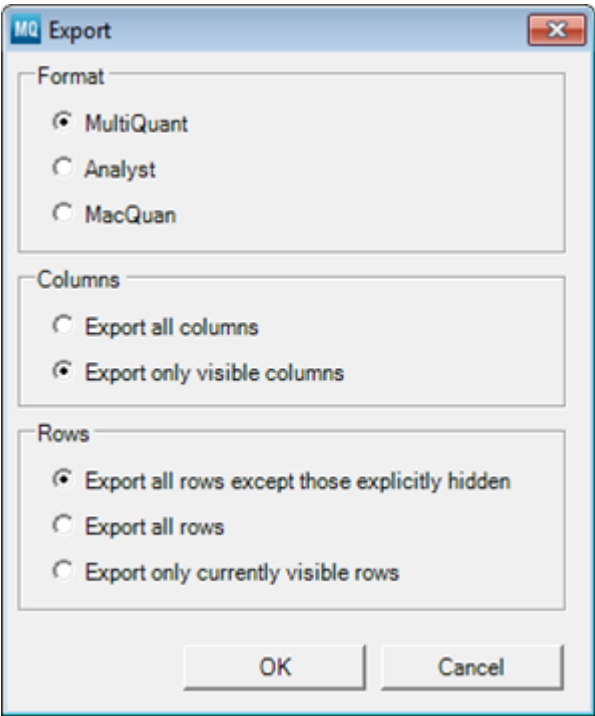 MQ Export
Format
MultiQuant
Analyst
MacQuan
Columns
Export all columns
Export only visible columns
Rows
Export all rows except those explicitly hidden
Export all rows
Export only currently visible rows
OK Cancel